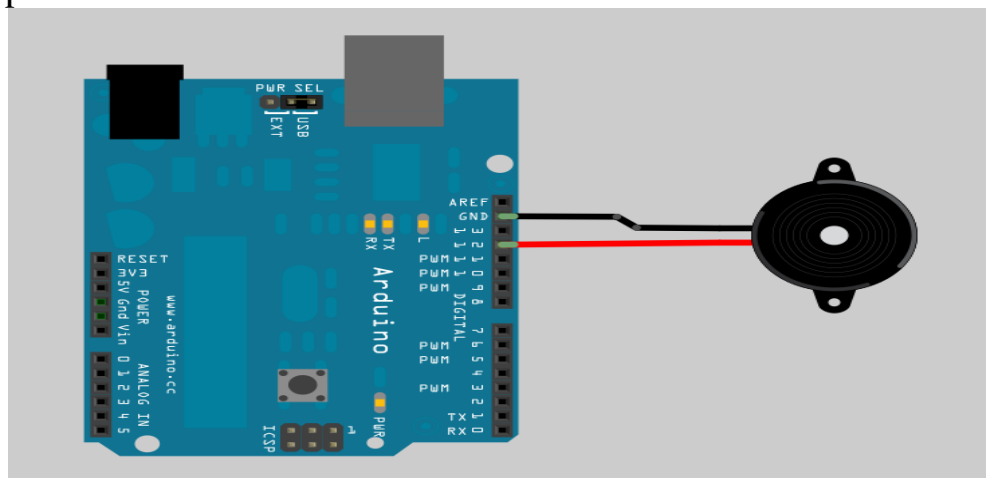 PWR SEL
EXT
USB
AREF
GND
13
12
PWM 11
PWM 10
PWM 9
8
RX
TX
L
RESET
3V3
5V
Gnd
Vin
POWER
www.arduino.cc
Arduino
DIGITAL
7
PWM 6
PWM 5
4
PWM 3
2
TX 1
RX 0
ANALOG IN
0
1
2
3
4
5
ICSP
1
PWR